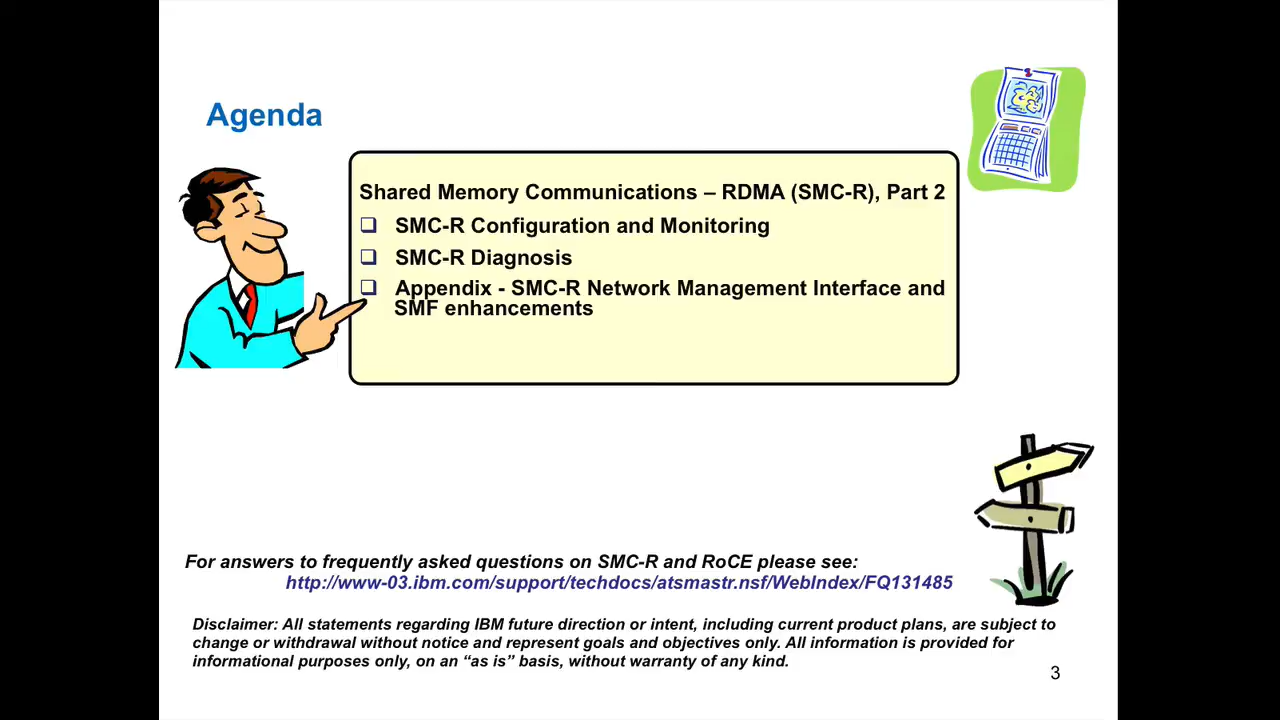 Agenda
Shared Memory Communications – RDMA (SMC-R), Part 2
❑ SMC-R Configuration and Monitoring
❑ SMC-R Diagnosis
❑ Appendix - SMC-R Network Management Interface and
SMF enhancements
For answers to frequently asked questions on SMC-R and RoCE please see:
http://www-03.ibm.com/support/techdocs/atsmastr.nsf/WebIndex/FQ131485
Disclaimer: All statements regarding IBM future direction or intent, including current product plans, are subject to
change or withdrawal without notice and represent goals and objectives only. All information is provided for
informational purposes only, on an “as is” basis, without warranty of any kind.
3